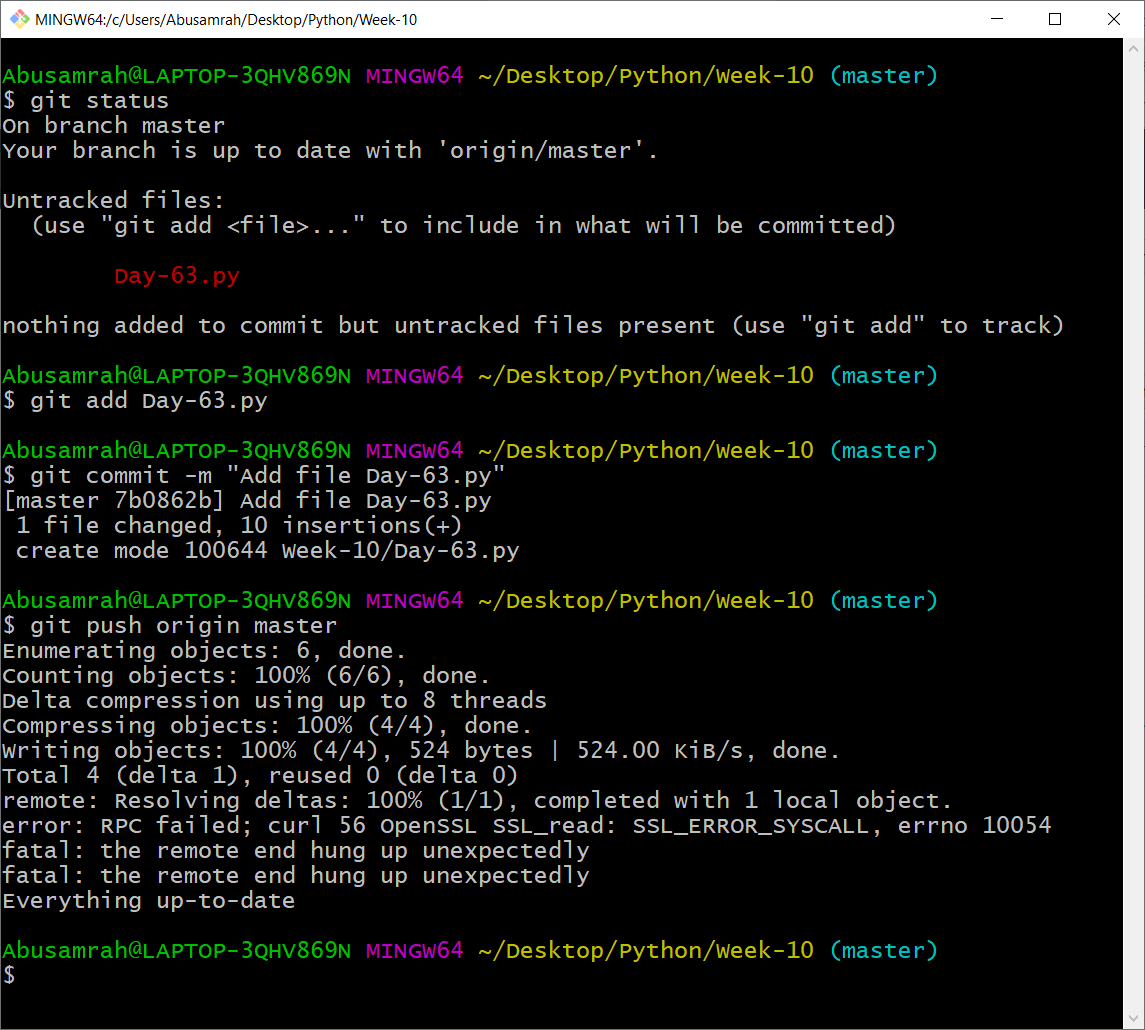 MINGW64:/c/Users/Abusamrah/Desktop/Python/Week-10
Abusamrah@LAPTOP-3QHV869N MINGW64 ~/Desktop/Python/Week-10 (master)
$ git status
On branch master
Your branch is up to date with 'origin/master'.
Untracked files:
(use "git add <file>..." to include in what will be committed)
Day-63.py
nothing added to commit but untracked files present (use "git add" to track)
Abusamrah@LAPTOP-3QHV869N MINGW64 ~/Desktop/Python/Week-10 (master)
$ git add Day-63.py
Abusamrah@LAPTOP-3QHV869N MINGW64 ~/Desktop/Python/Week-10 (master)
$ git commit -m "Add file Day-63.py"
[master 7b0862b] Add file Day-63.py
1 file changed, 10 insertions(+)
create mode 100644 Week-10/Day-63.py
Abusamrah@LAPTOP-3QHV869N MINGW64 ~/Desktop/Python/Week-10 (master)
$ git push origin master
Enumerating objects: 6, done.
Counting objects: 100% (6/6), done.
Delta compression using up to 8 threads
Compressing objects: 100% (4/4), done.
Writing objects: 100% (4/4), 524 bytes | 524.00 KiB/s, done.
Total 4 (delta 1), reused 0 (delta 0)
remote: Resolving deltas: 100% (1/1), completed with 1 local object.
error: RPC failed; curl 56 OpenSSL SSL_read: SSL_ERROR_SYSCALL, errno 10054
fatal: the remote end hung up unexpectedly
fatal: the remote end hung up unexpectedly
Everything up-to-date
Abusamrah@LAPTOP-3QHV869N MINGW64 ~/Desktop/Python/Week-10 (master)
$